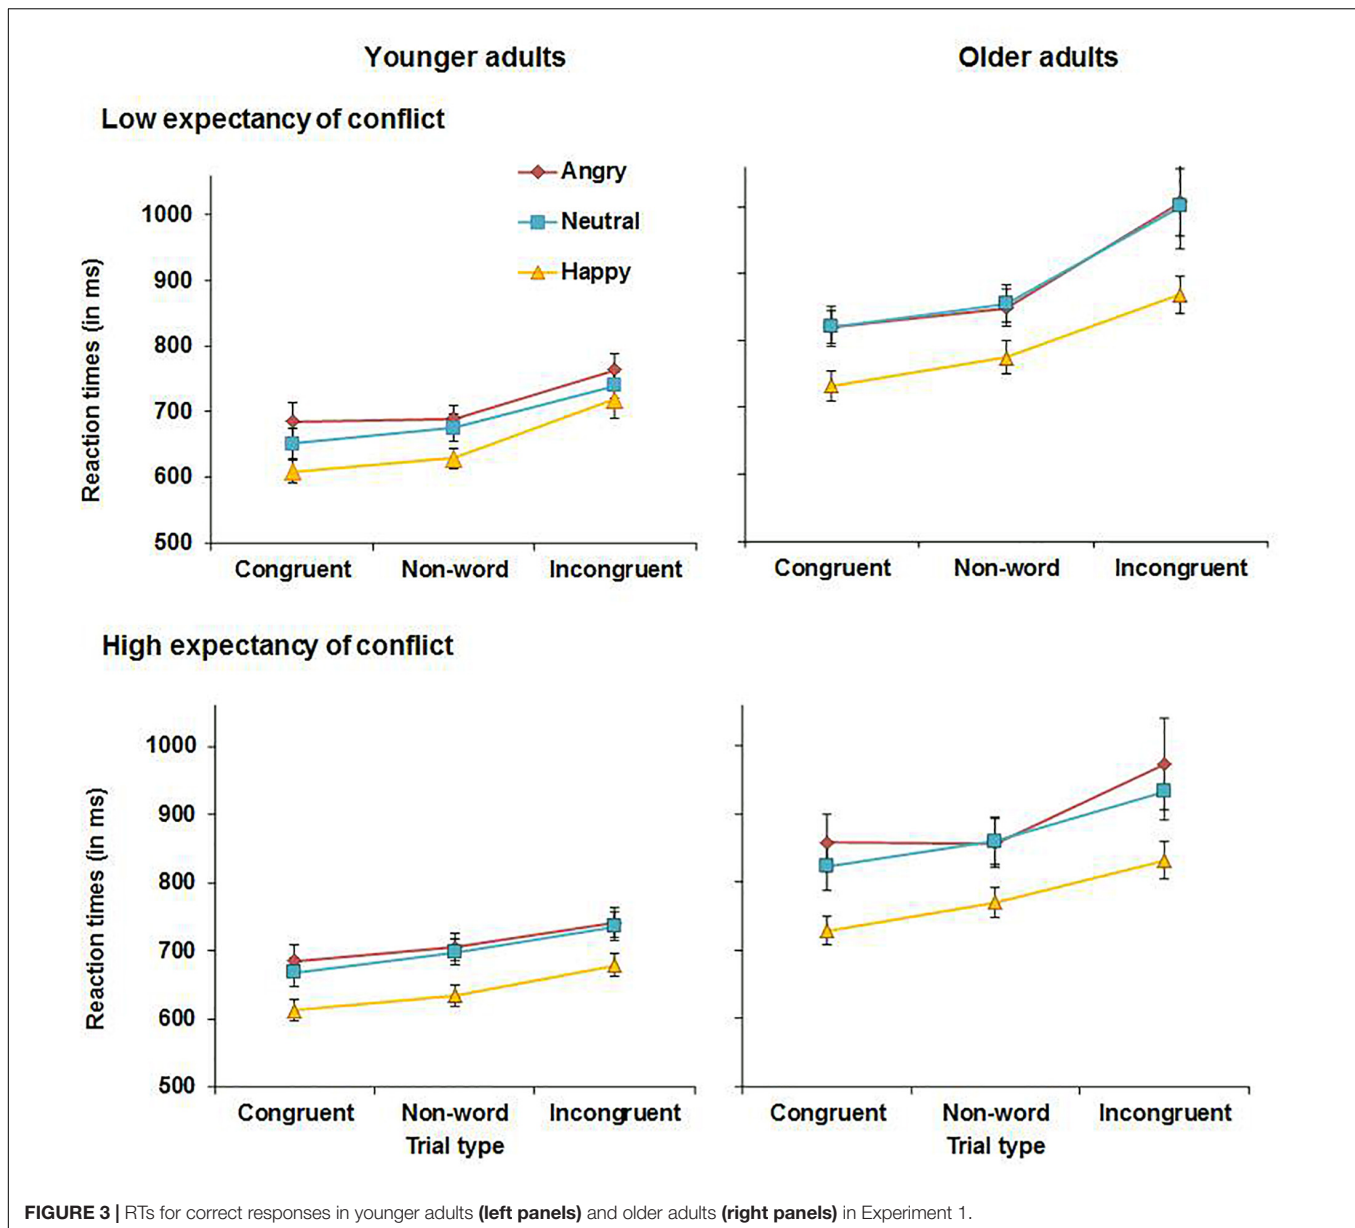 Younger adults
Older adults
Low expectancy of conflict
Angry
Neutral
Happy
Reaction times (in ms)
1000
900
800
700
600
500
Congruent Non-word Incongruent
Congruent Non-word Incongruent
High expectancy of conflict
Reaction times (in ms)
1000
900
800
700
600
500
Congruent Non-word Incongruent
Trial type
Congruent Non-word Incongruent
Trial type
FIGURE 3 | RTs for correct responses in younger adults (left panels) and older adults (right panels) in Experiment 1.